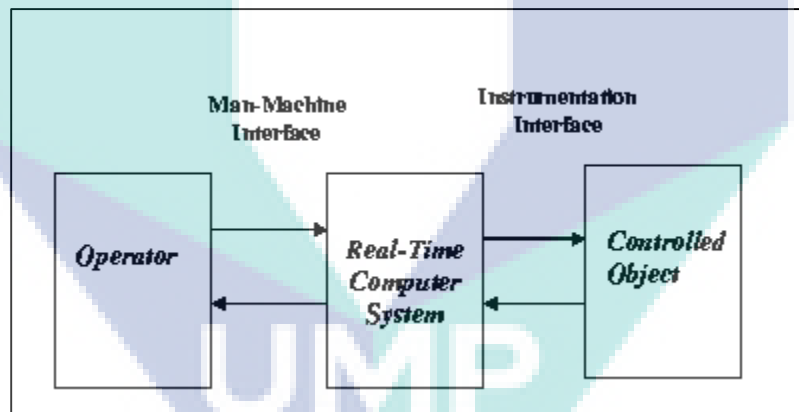 Man-Machine
Interface
Instrumentation
Interface
Operator
Real-Time
Computer
System
Controlled
Object
UMP